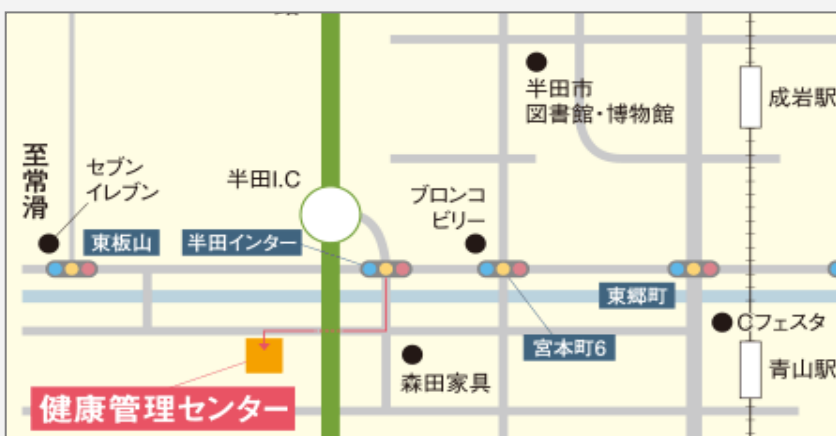 半田市
図書館・博物館
成岩駅
至常滑
セブン
イレブン
半田I.C
ブロンコ
ビリー
東板山
半田インター
東郷町
Cフェスタ
宮本町6
青山駅
森田家具
健康管理センター